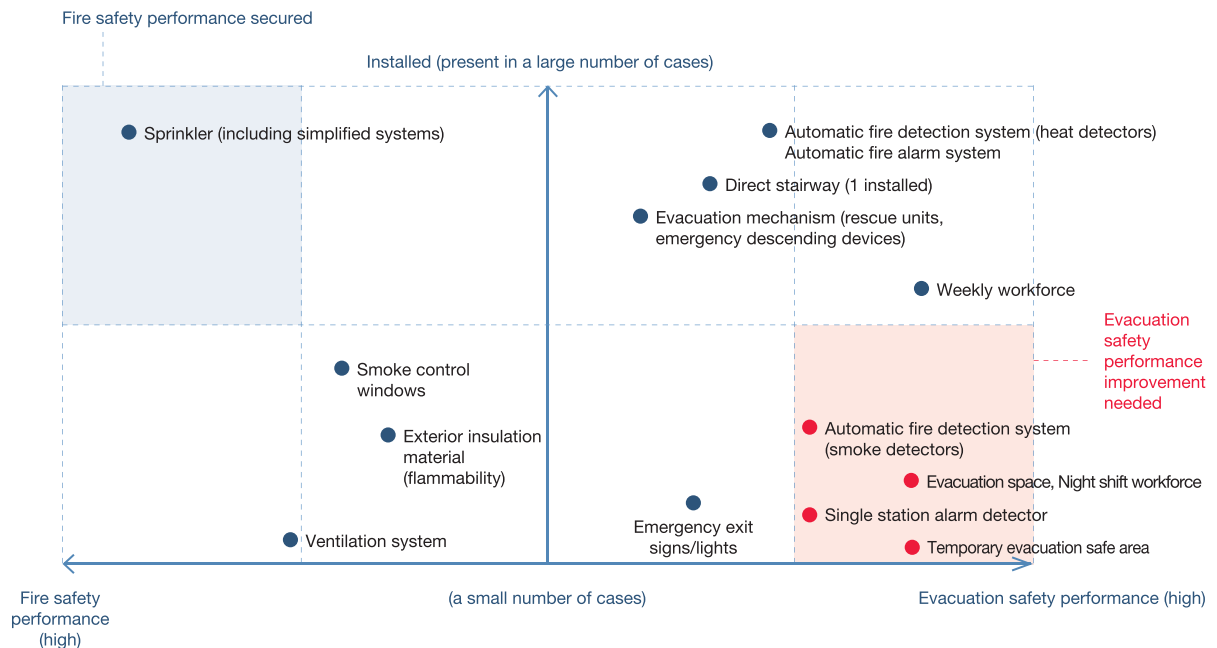 Fire safety performance secured
Installed (present in a large number of cases)
Sprinkler (including simplified systems)
Automatic fire detection system (heat detectors)
Automatic fire alarm system
Direct stairway (1 installed)
Evacuation mechanism (rescue units,
emergency descending devices)
Weekly workforce
Evacuation
safety
performance
improvement
needed
Smoke control
windows
Exterior insulation
material
(flammability)
Automatic fire detection system
(smoke detectors)
Evacuation space, Night shift workforce
Single station alarm detector
Emergency exit
signs/lights
Ventilation system
Temporary evacuation safe area
Fire safety
performance
(high)
(a small number of cases)
Evacuation safety performance (high)